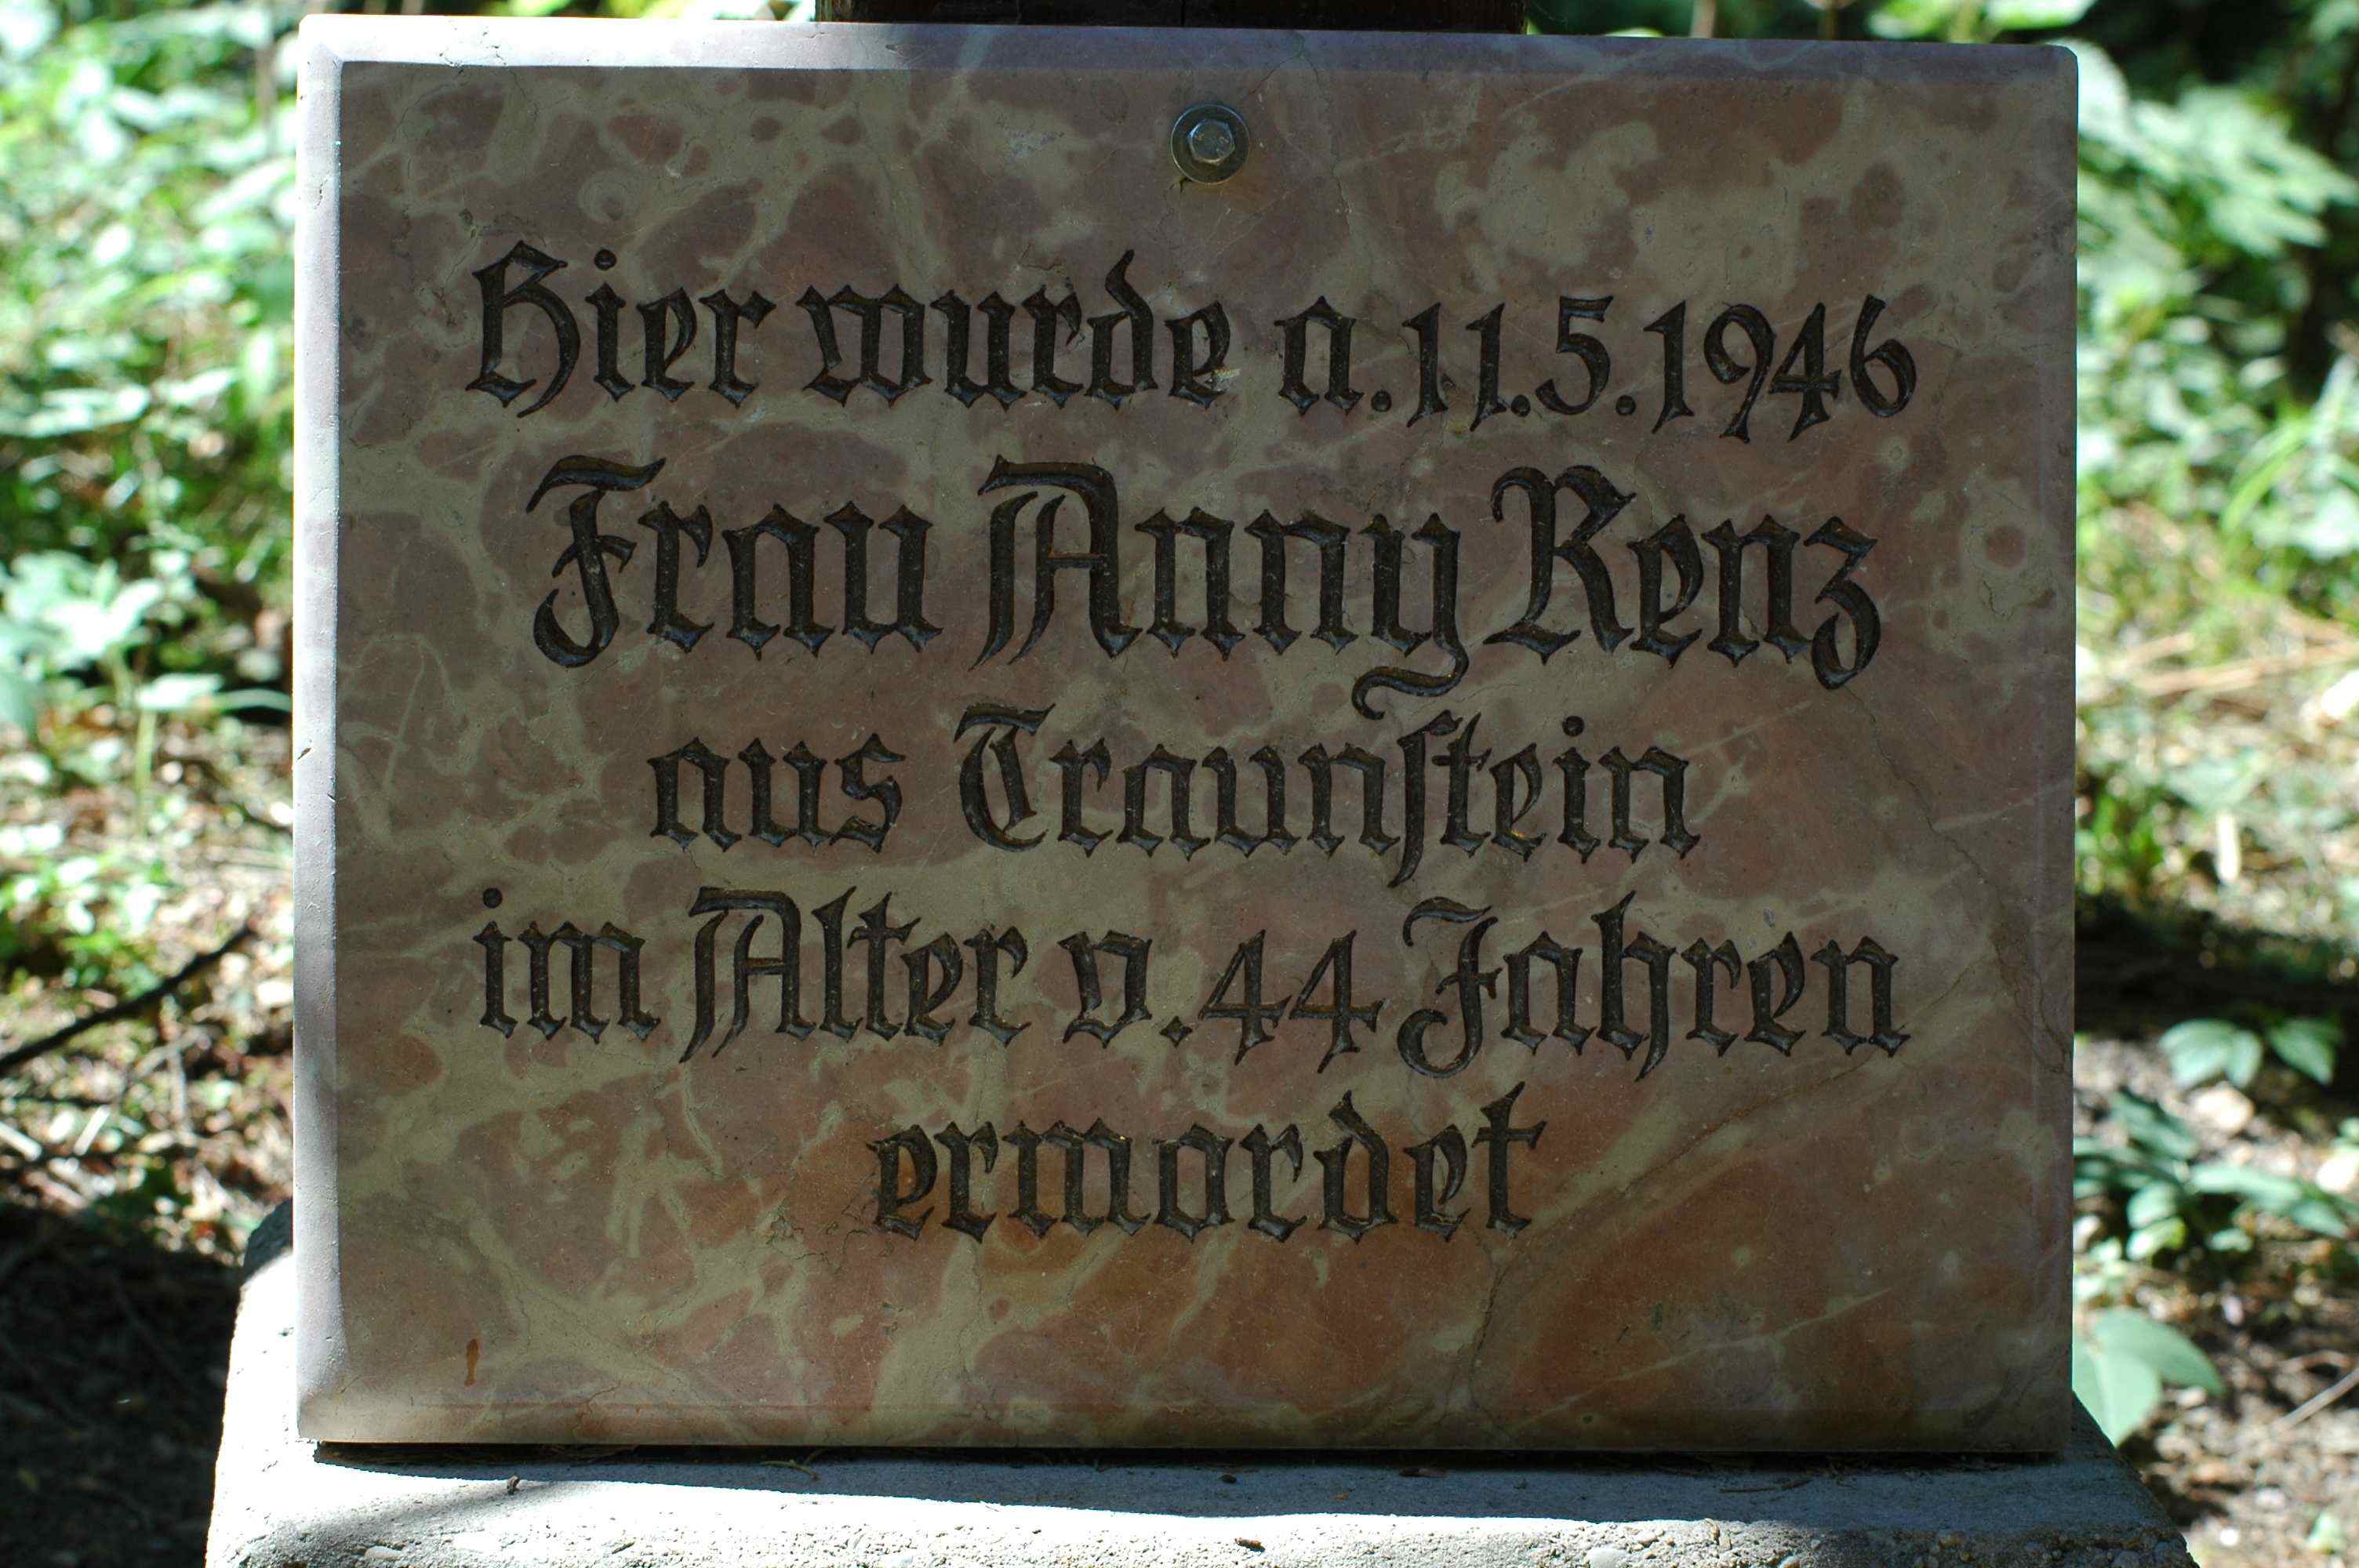 Hier wurde a. 11.5.1946
Frau Anny Renz
aus Traunstein
im Alter v. 44 Jahren
ermordet